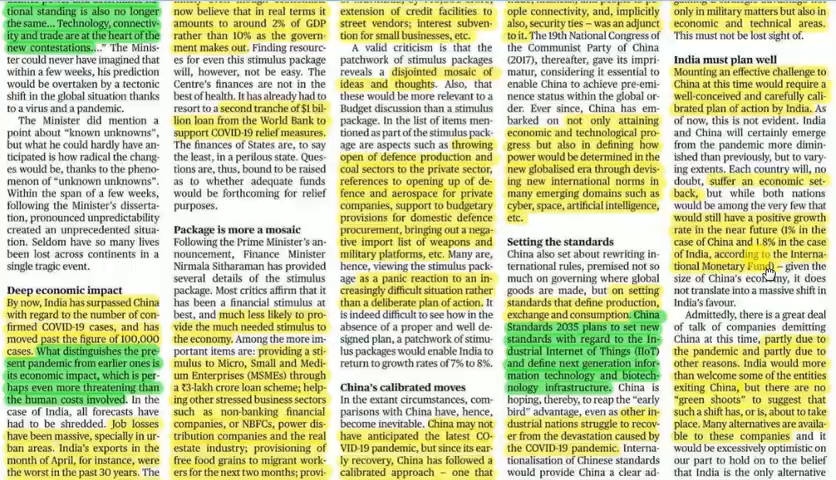 tional standing is also no longer
the same... Technology, connectiv-
ity and trade are at the heart of the
new contestations....” The Minis-
ter could never have imagined that
within a few weeks, his prediction
would be overtaken by a tectonic
shift in the global situation thanks
to a virus and a pandemic.
The Minister did mention a
point about “known unknowns”,
but what he could hardly have an-
ticipated is how radical the chang-
es would be, thanks to the pheno-
menon of “unknown unknowns”.
Within the span of a few weeks,
following the Minister’s disserta-
tion, pronounced unpredictability
created an unprecedented situa-
tion. Seldom have so many lives
been lost across continents in a
single tragic event.
Deep economic impact
By now, India has surpassed China
with regard to the number of con-
firmed COVID-19 cases, and has
moved past the figure of 100,000
cases. What distinguishes the pre-
sent pandemic from earlier ones is
its economic impact, which is per-
haps even more threatening than
the human costs involved. In the
case of India, all forecasts have
had to be shredded. Job losses
have been massive, specially in ur-
ban areas. India’s exports in the
month of April, for instance, were
the worst in the past 30 years. The
now believe that in real terms it
amounts to around 2% of GDP
rather than 10% as the govern-
ment makes out. Finding resourc-
es for even this stimulus package
will, however, not be easy. The
Centre’s finances are not in the
best of health. It has already had to
resort to a second tranche of $1 bil-
lion loan from the World Bank to
support COVID-19 relief measures.
The finances of States are, to say
the least, in a perilous state. Ques-
tions are, thus, bound to be raised
as to whether adequate funds
would be forthcoming for relief
purposes.
Package is more a mosaic
Following the Prime Minister’s an-
nouncement, Finance Minister
Nirmala Sitharaman has provided
several details of the stimulus
package. Most critics affirm that it
has been a financial stimulus at
best, and much less likely to pro-
vide the much needed stimulus to
the economy. Among the more im-
portant items are: providing a sti-
mulus to Micro, Small and Med-
ium Enterprises (MSMEs) through
a ₹3-lakh crore loan scheme; help-
ing other stressed business sectors
such as non-banking financial
companies, or NBFCs, power dis-
tribution companies and the real
estate industry; provisioning of
free food grains to migrant work-
ers for the next two months; provi-
extension of credit facilities to
street vendors; interest subven-
tion for small businesses, etc.
A valid criticism is that the
patchwork of stimulus packages
reveals a disjointed mosaic of
ideas and thoughts. Also, that
these would be more relevant to a
Budget discussion than a stimulus
package. In the list of items men-
tioned as part of the stimulus pack-
age are aspects such as throwing
open of defence production and
coal sectors to the private sector,
references to opening up of de-
fence and aerospace for private
companies, support to budgetary
provisions for domestic defence
procurement, bringing out a neg-
ative import list of weapons and
military platforms, etc. Many are,
hence, viewing the stimulus pack-
age as a panic reaction to an in-
creasingly difficult situation rather
than a deliberate plan of action. It
is indeed difficult to see how in the
absence of a proper and well de-
signed plan, a patchwork of stimu-
lus packages would enable India to
return to growth rates of 7% to 8%.
China’s calibrated moves
In the extant circumstances, com-
parisons with China have, hence,
become inevitable. China may not
have anticipated the latest CO-
VID-19 pandemic, but since its ear-
ly recovery, China has followed a
calibrated approach – one that
ople connectivity, and, implicitly
also, security ties – was an adjunct
to it. The 19th National Congress of
the Communist Party of China
(2017), thereafter, gave its impri-
matur, considering it essential to
enable China to achieve pre-emi-
nence status within the global or-
der. Ever since, China has em-
barked on not only attaining
economic and technological pro-
gress but also in defining how
power would be determined in the
new globalised era through devis-
ing new international norms in
many emerging domains such as
cyber, space, artificial intelligence,
etc.
Setting the standards
China also set about rewriting in-
ternational rules, premised not so
much on governing where global
goods are made, but on setting
standards that define production,
exchange and consumption. China
Standards 2035 plans to set new
standards with regard to the In-
dustrial Internet of Things (IIoT)
and define next generation infor-
mation technology and biotech-
nology infrastructure. China is
hoping, thereby, to reap the “early
bird” advantage, even as other in-
dustrial nations struggle to recov-
er from the devastation caused by
the COVID-19 pandemic. Interna-
tionalisation of Chinese standards
would provide China a clear ad-
only in military matters but also in
economic and technical areas.
This must not be lost sight of.
India must plan well
Mounting an effective challenge to
China at this time would require a
well-conceived and carefully cali-
brated plan of action by India. As
of now, this is not evident. India
and China will certainly emerge
from the pandemic more dimin-
ished than previously, but to vary-
ing extents. Each country will, no
doubt, suffer an economic set-
back, but while both nations
would be among the very few that
would still have a positive growth
rate in the near future (1% in the
case of China and 1.8% in the case
of India, according to the Interna-
tional Monetary Fund) – given the
size of China’s economy, it does
not translate into a massive shift in
India’s favour.
Admittedly, there is a great deal
of talk of companies demitting
China at this time, partly due to
the pandemic and partly due to
other reasons. India would more
than welcome some of the entities
exiting China, but there are no
“green shoots” to suggest that
such a shift has, or is, about to take
place. Many alternatives are availa-
ble to these companies and it
would be excessively optimistic on
our part to hold on to the belief
that India is the only alternative